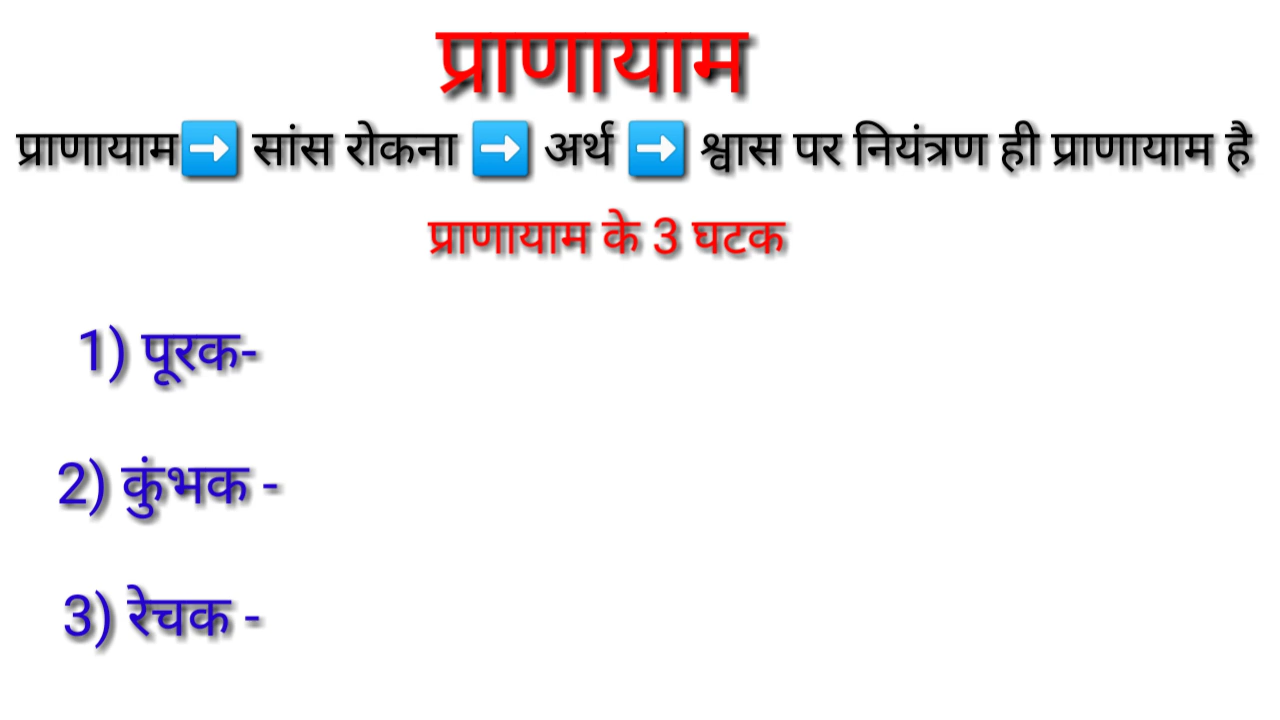 प्राणायाम
प्राणायाम➡️ सांस रोकना ➡️ अर्थ ➡️ श्वास पर नियंत्रण ही प्राणायाम है
प्राणायाम के 3 घटक
1) पूरक-
2) कुंभक -
3) रेचक -